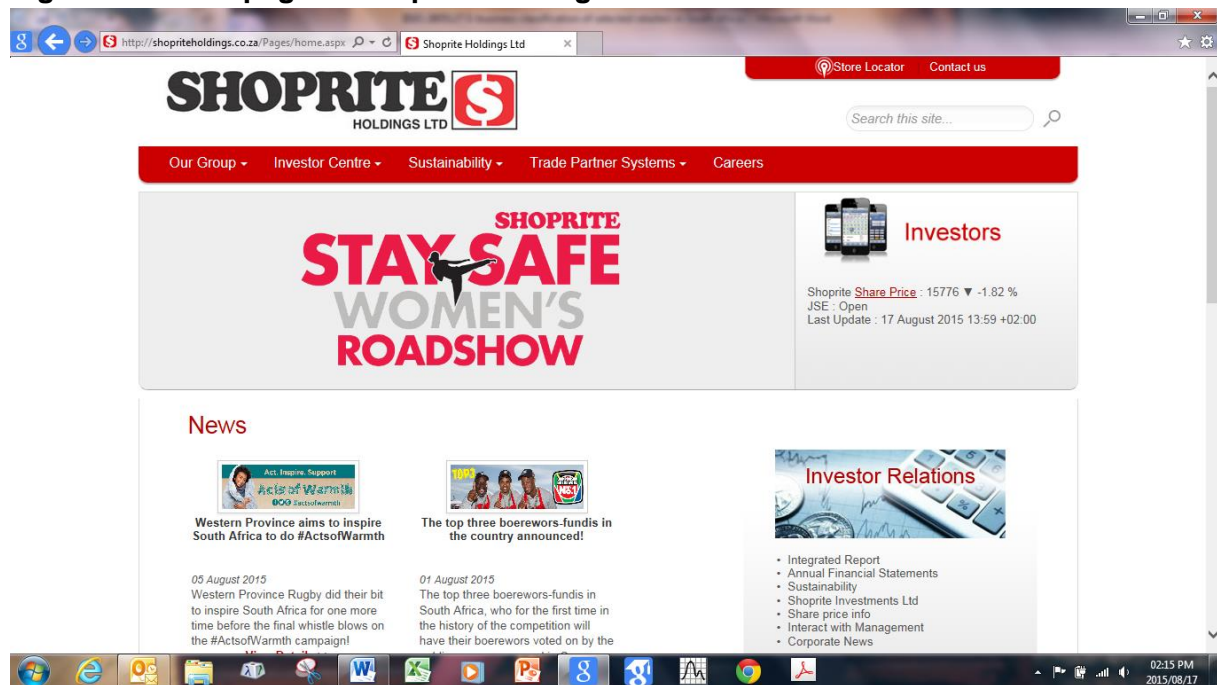 http://shopriteholdings.co.za/Pages/home.aspx
Shoprite Holdings Ltd
Store Locator Contact us
SHOPRITE
HOLDINGS LTD
Search this site...
Our Group Investor Centre Sustainability Trade Partner Systems Careers
SHOPRITE
STAY SAFE
WOMEN'S
ROADSHOW
Investors
Shoprite Share Price : 15776 ▼ -1.82 %
JSE : Open
Last Update : 17 August 2015 13:59 +02:00
News
Act. Inspire. Support
Acts of Warmth
Western Province aims to inspire
South Africa to do #ActsofWarmth
05 August 2015
Western Province Rugby did their bit
to inspire South Africa for one more
time before the final whistle blows on
the #ActsofWarmth campaign!
TOP3
No.1
The top three boerewors-fundis in
the country announced!
01 August 2015
The top three boerewors-fundis in
South Africa, who for the first time in
the history of the competition will
have their boerewors voted on by the
Investor Relations
• Integrated Report
• Annual Financial Statements
• Sustainability
• Shoprite Investments Ltd
• Share price info
• Interact with Management
• Corporate News
02:15 PM
2015/08/17